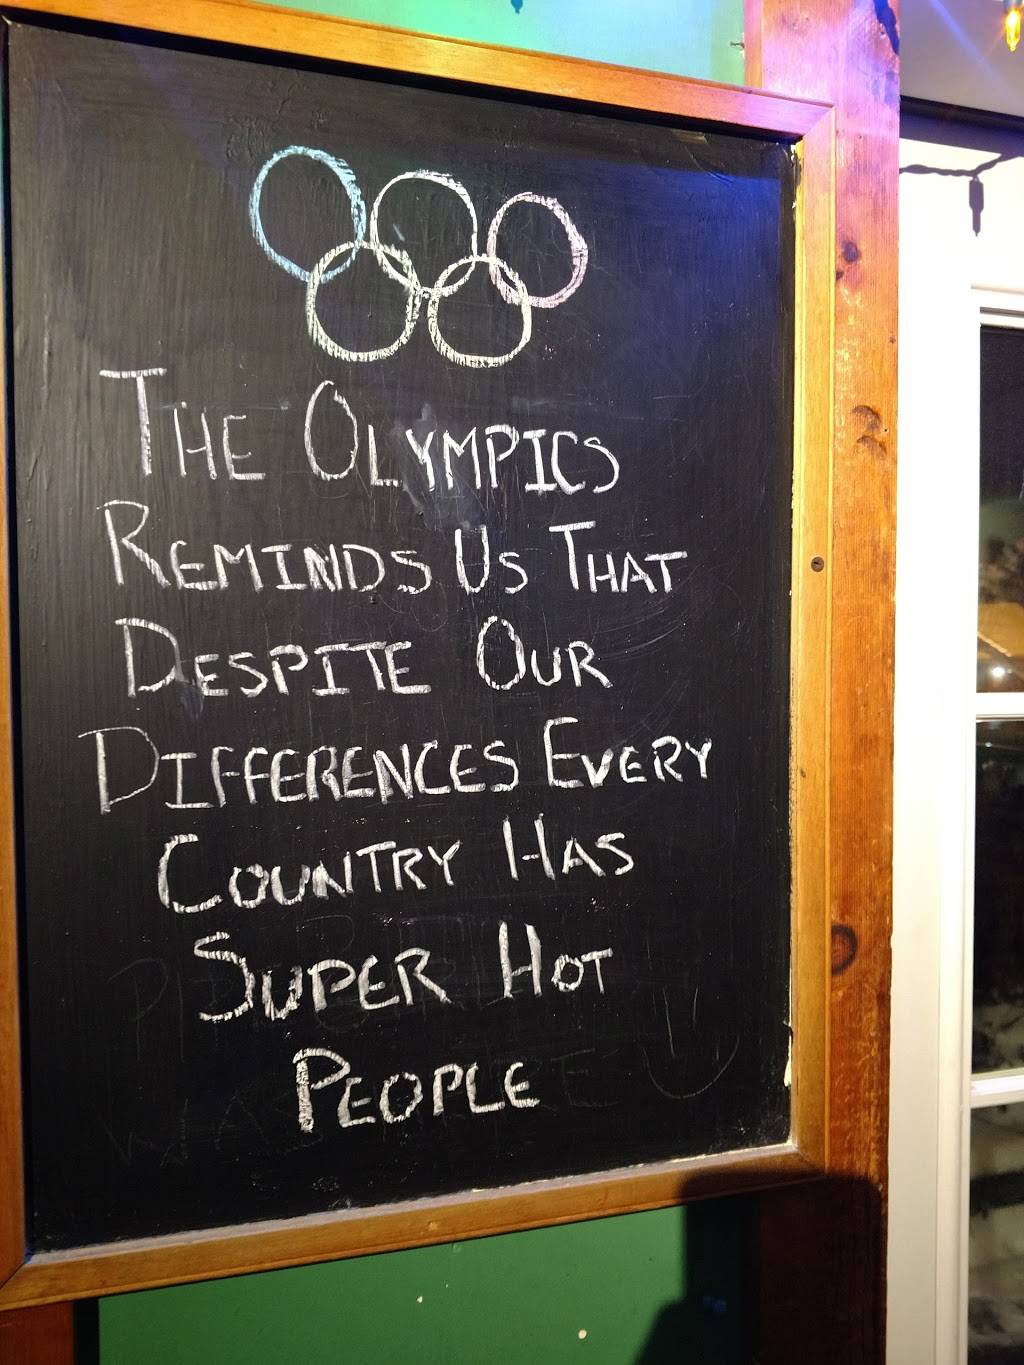 THE OLYMPICS
REMINDS US THAT
DESPITE OUR
DIFFERENCES EVERY
COUNTRY HAS
SUPER HOT
PEOPLE